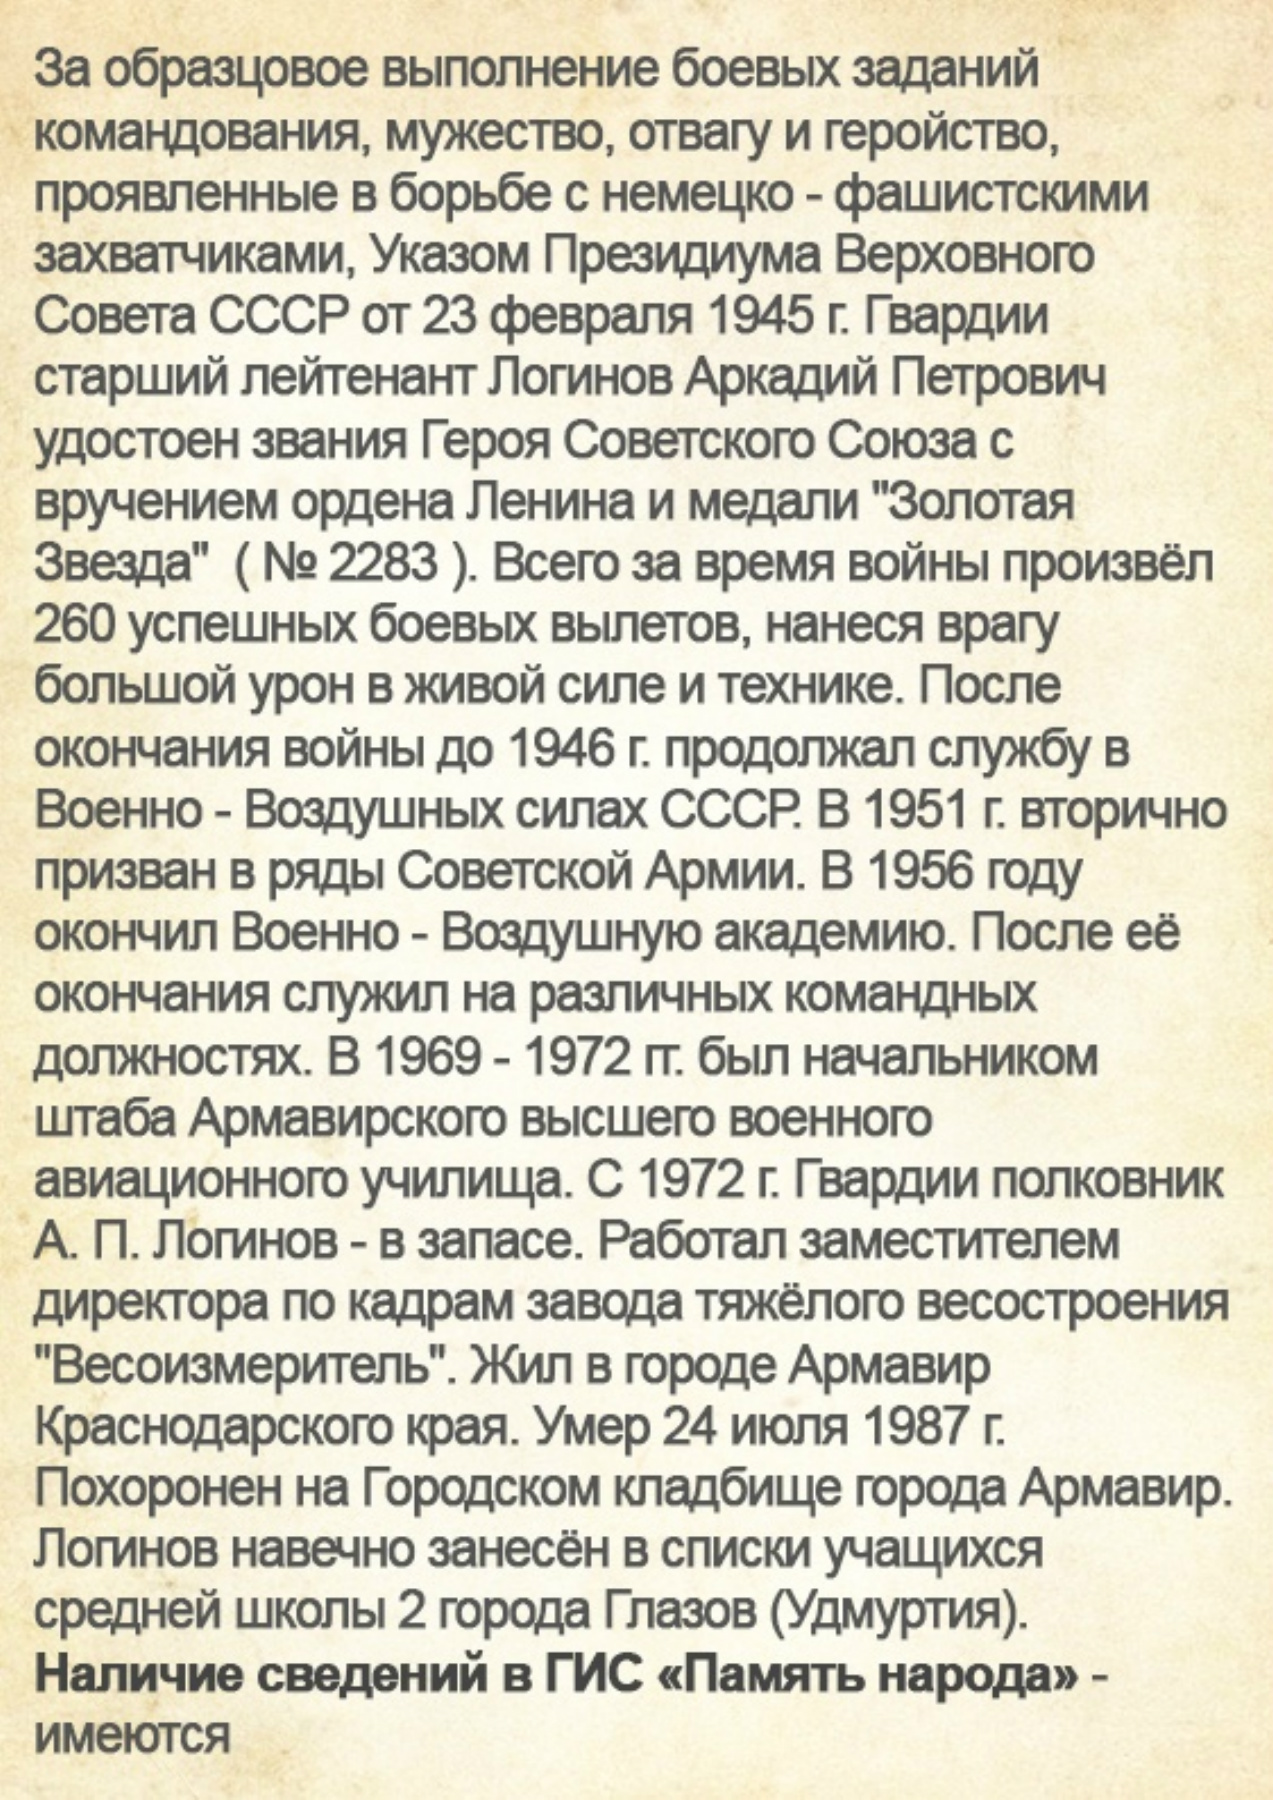 За образцовое выполнение боевых заданий
командования, мужество, отвагу и геройство,
проявленные в борьбе с немецко - фашистскими
захватчиками, Указом Президиума Верховного
Совета СССР от 23 февраля 1945 г. Гвардии
старший лейтенант Логинов Аркадий Петрович
удостоен звания Героя Советского Союза с
вручением ордена Ленина и медали "Золотая
Звезда"  ( № 2283 ). Всего за время войны произвёл
260 успешных боевых вылетов, нанеся врагу
большой урон в живой силе и технике. После
окончания войны до 1946 г. продолжал службу в
Военно - Воздушных силах СССР. В 1951 г. вторично
призван в ряды Советской Армии. В 1956 году
окончил Военно - Воздушную академию. После её
окончания служил на различных командных
должностях. В 1969 - 1972 гг. был начальником
штаба Армавирского высшего военного
авиационного училища. С 1972 г. Гвардии полковник
А. П. Логинов - в запасе. Работал заместителем
директора по кадрам завода тяжёлого весостроения
"Весоизмеритель". Жил в городе Армавир
Краснодарского края. Умер 24 июля 1987 г.
Похоронен на Городском кладбище города Армавир.
Логинов навечно занесён в списки учащихся
средней школы 2 города Глазов (Удмуртия).
Наличие сведений в ГИС «Память народа» -
имеются